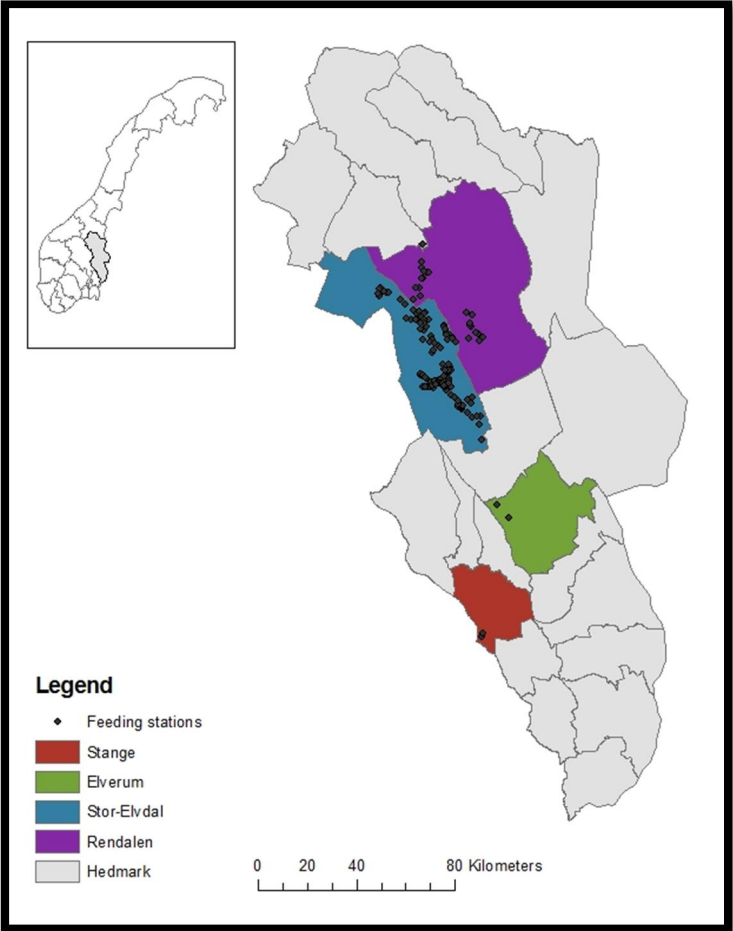 Legend
Feeding stations
Stange
Elverum
Stor-Elvdal
Rendalen
Hedmark
0 20 40 80 Kilometers